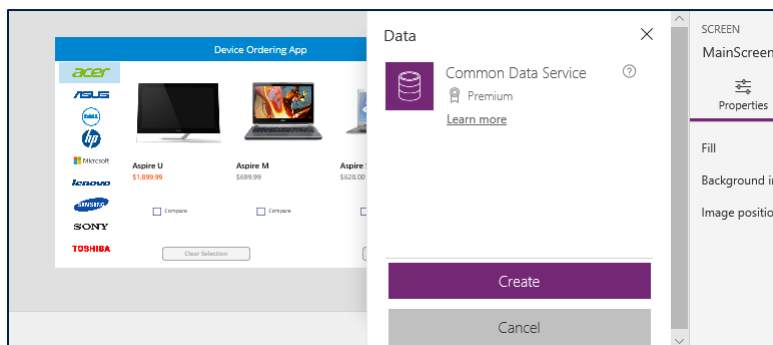 Device Ordering App
acer
ASUS
DELL
hp
Microsoft
lenovo
SAMSUNG
SONY
TOSHIBA
Aspire U
$1,899.99
Compare
Aspire M
$699.99
Compare
Aspire
$628.00
Clear Selection
Data
Common Data Service
Premium
Learn more
Create
Cancel
SCREEN
MainScreen
Properties
Fill
Background i
Image positio